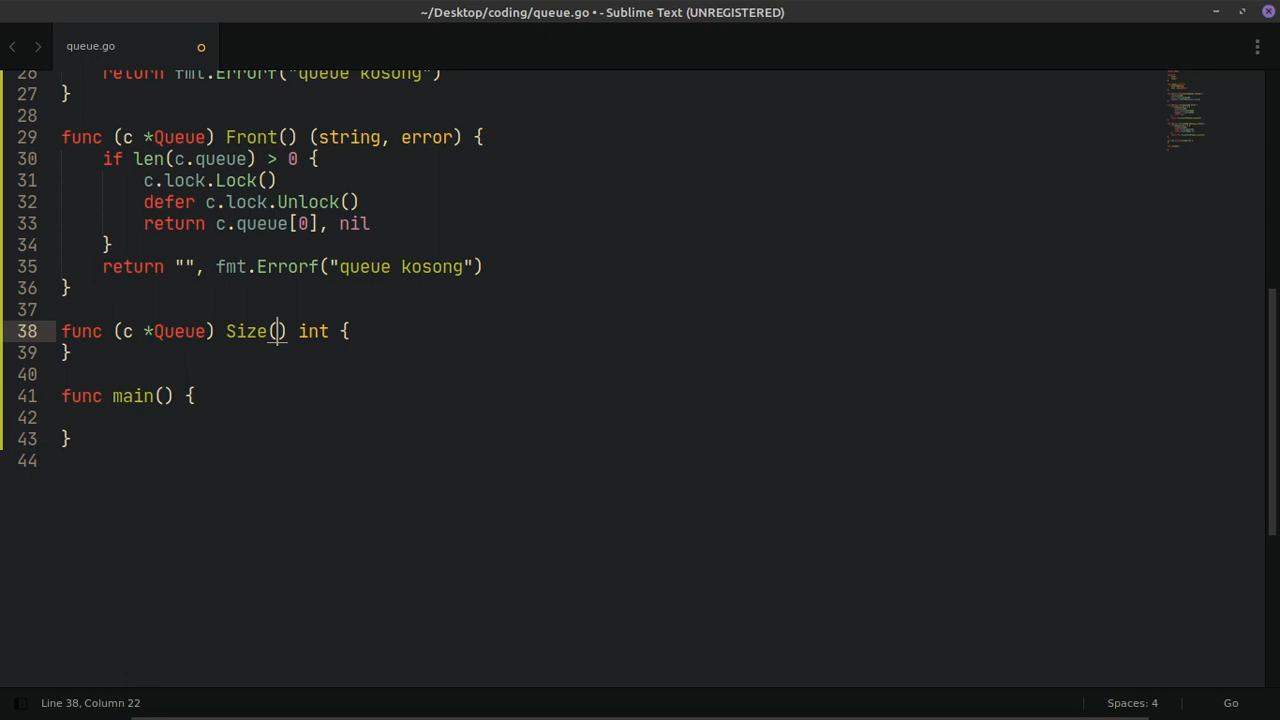 ~/Desktop/coding/queue.go • - Sublime Text (UNREGISTERED)
queue.go
26         return fmt.Errorf("queue kosong")
27 }
28
29 func (c *Queue) Front() (string, error) {
30     if len(c.queue) > 0 {
31         c.lock.Lock()
32         defer c.lock.Unlock()
33         return c.queue[0], nil
34     }
35     return "", fmt.Errorf("queue kosong")
36 }
37
38 func (c *Queue) Size() int {
39 }
40
41 func main() {
42
43 }
44
Line 38, Column 22
Spaces: 4
Go